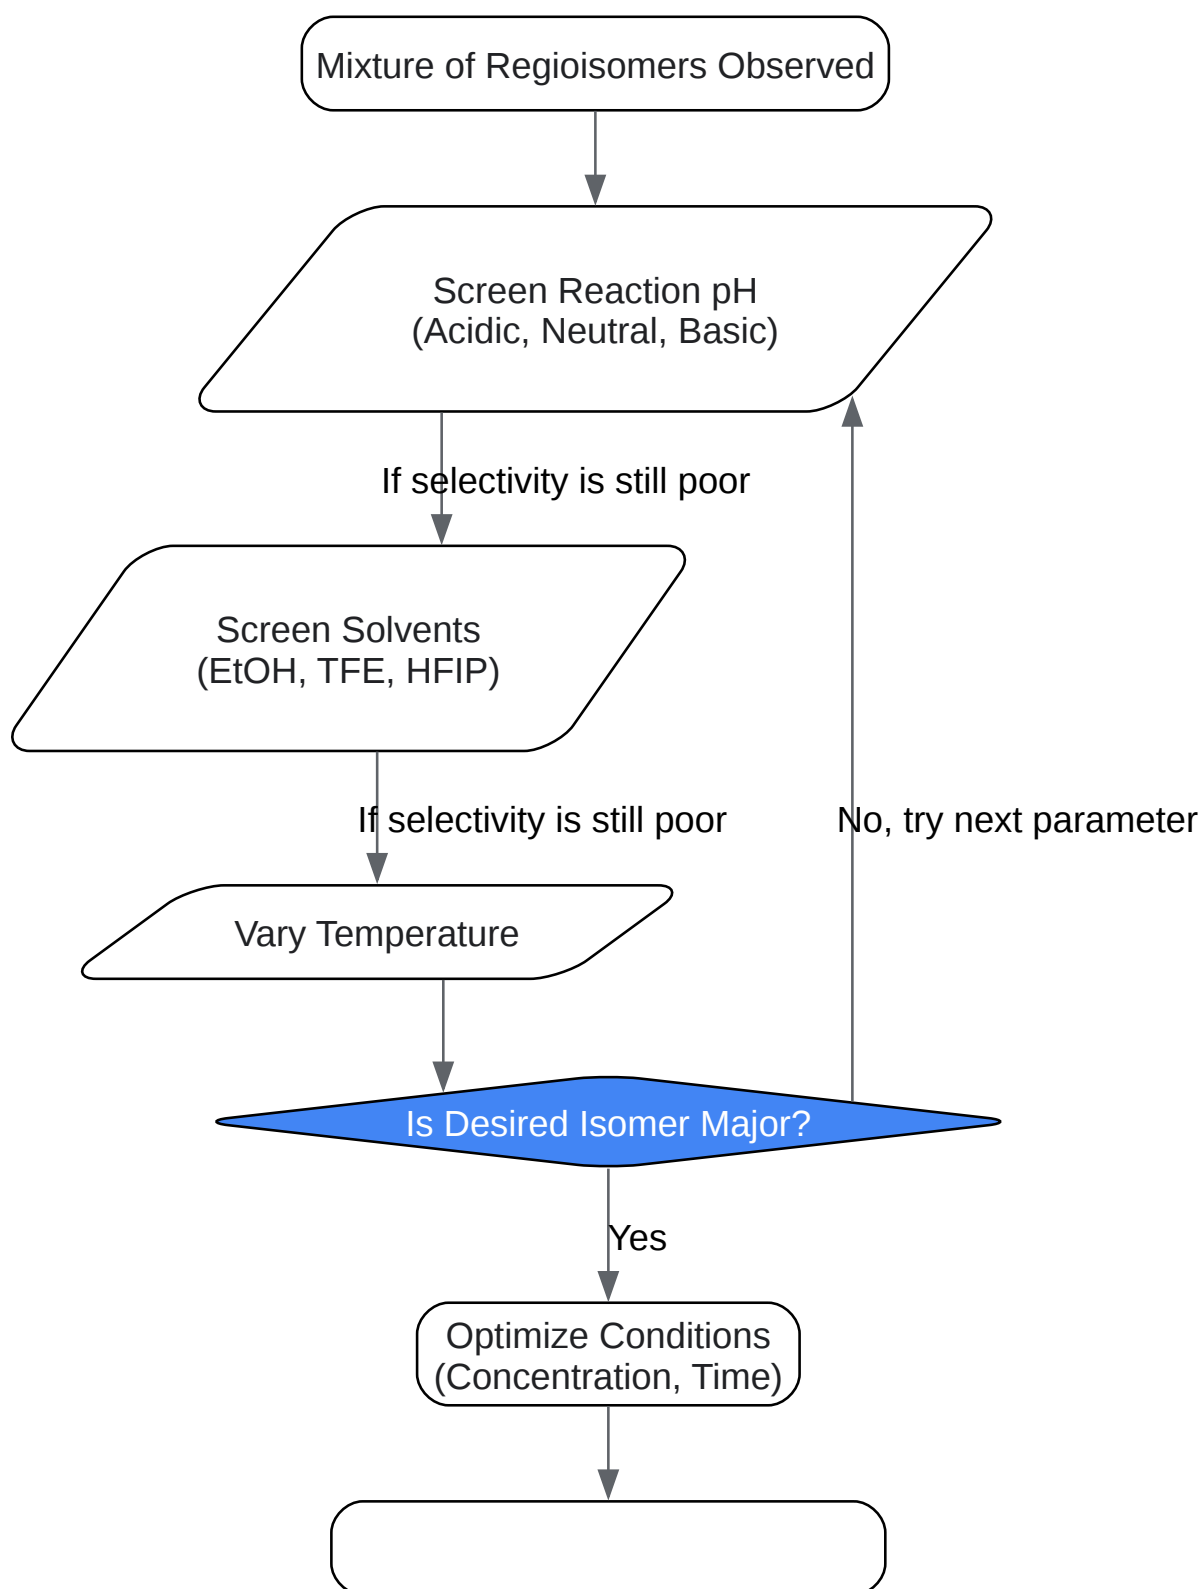 Mixture of Regioisomers Observed
Screen Reaction pH
(Acidic, Neutral, Basic)
If selectivity is still poor
Screen Solvents
(EtOH, TFE, HFIP)
If selectivity is still poor
No, try next parameter
Vary Temperature
Is Desired Isomer Major?
Yes
Optimize Conditions
(Concentration, Time)